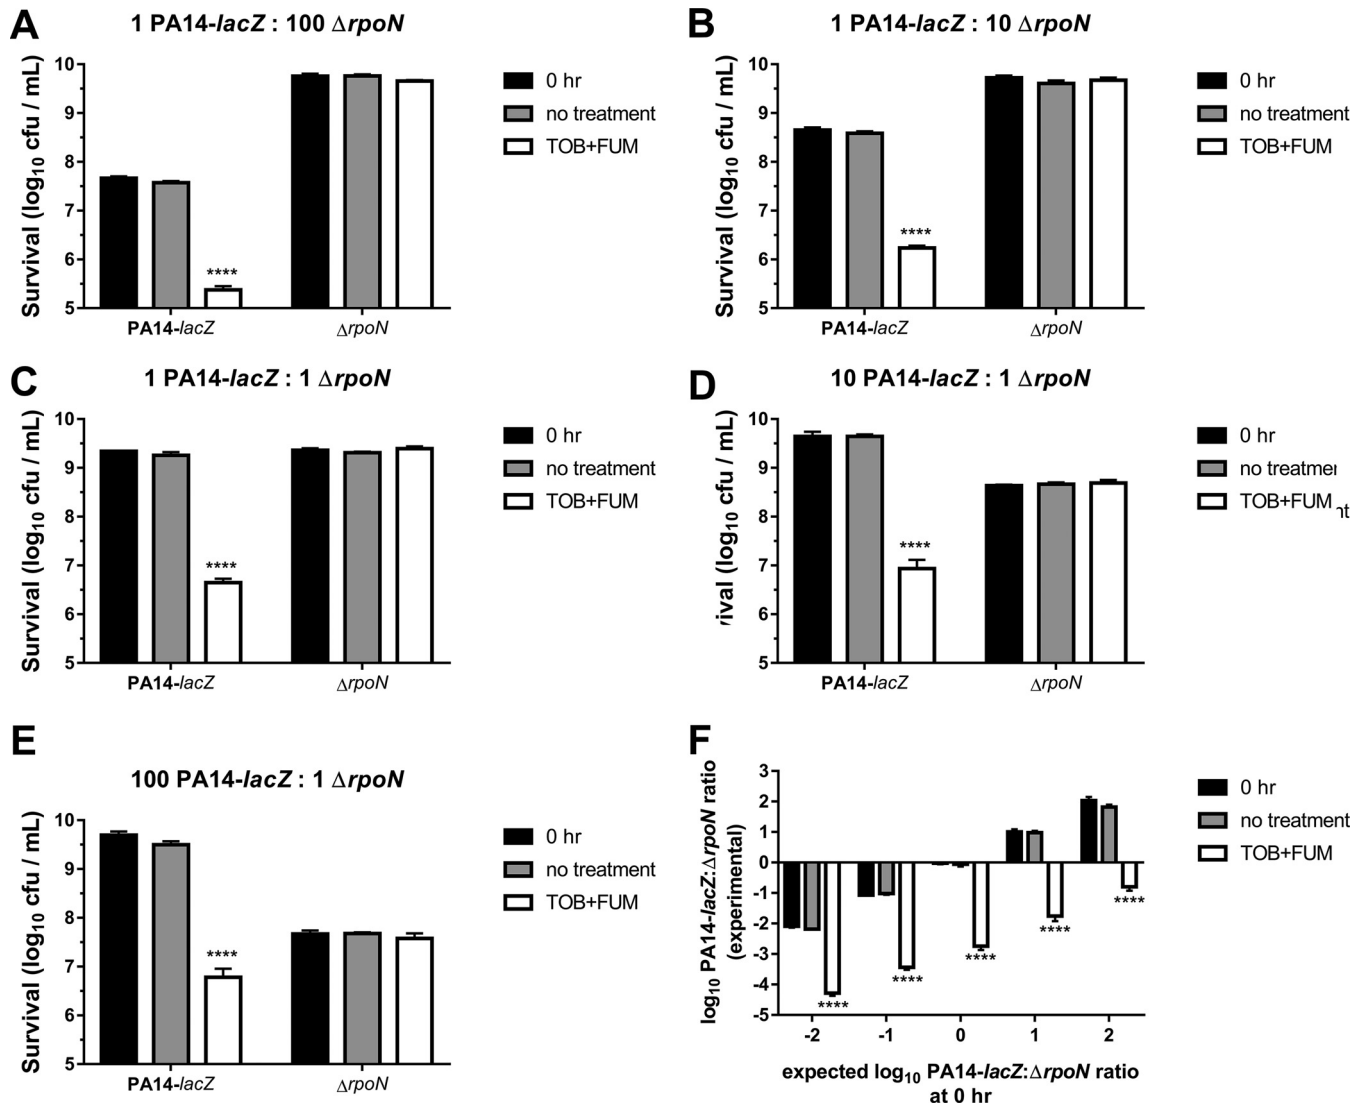 A
1 PA14-lacZ : 100 ΔrpoN
Survival (log10 cfu / mL)
10
9
8
7
6
5
****
PA14-lacZ
ΔrpoN
0 hr
no treatment
TOB+FUM
B
1 PA14-lacZ : 10 ΔrpoN
Survival (log10 cfu / mL)
10
9
8
7
6
5
****
PA14-lacZ
ΔrpoN
0 hr
no treatment
TOB+FUM
C
1 PA14-lacZ : 1 ΔrpoN
Survival (log10 cfu / mL)
10
9
8
7
6
5
****
PA14-lacZ
ΔrpoN
0 hr
no treatment
TOB+FUM
D
10 PA14-lacZ : 1 ΔrpoN
vival (log10 cfu / mL)
10
9
8
7
6
5
****
PA14-lacZ
ΔrpoN
0 hr
no treatmer
TOB+FUM
nt
E
100 PA14-lacZ : 1 ΔrpoN
Survival (log10 cfu / mL)
10
9
8
7
6
5
****
PA14-lacZ
ΔrpoN
0 hr
no treatment
TOB+FUM
F
log10 PA14-lacZ:ΔrpoN ratio
(experimental)
3
2
1
0
-1
-2
-3
-4
-5
****
****
****
****
****
-2 -1 0 1 2
expected log10 PA14-lacZ:ΔrpoN ratio
at 0 hr
0 hr
no treatment
TOB+FUM